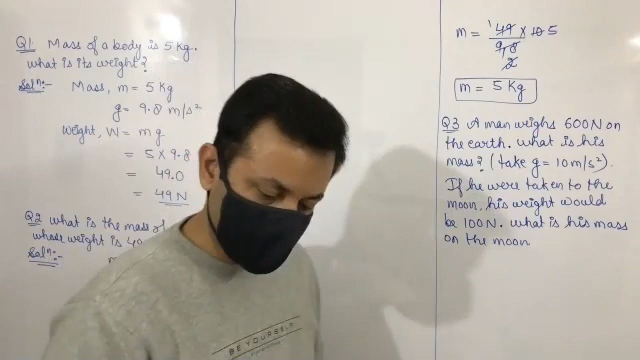 Q1 Mass of a body is 5 kg.
what is its weight?
Soln:- Mass, m = 5 kg
g = 9.8 m/s²
Weight, W = mg
= 5 x 9.8
= 49.0
= 49 N
Q2 what is the mass of
whose weight is 49
Soln:-
m
m = 1 49 x 10 5
9.8
2
m = 5 kg
Q3 A man weighs 600N on
the earth. what is his
mass? (take g = 10 m/s²).
If he were taken to the
moon, his weight would
be 100N. what is his mass
on the moon
BE YOURSELF